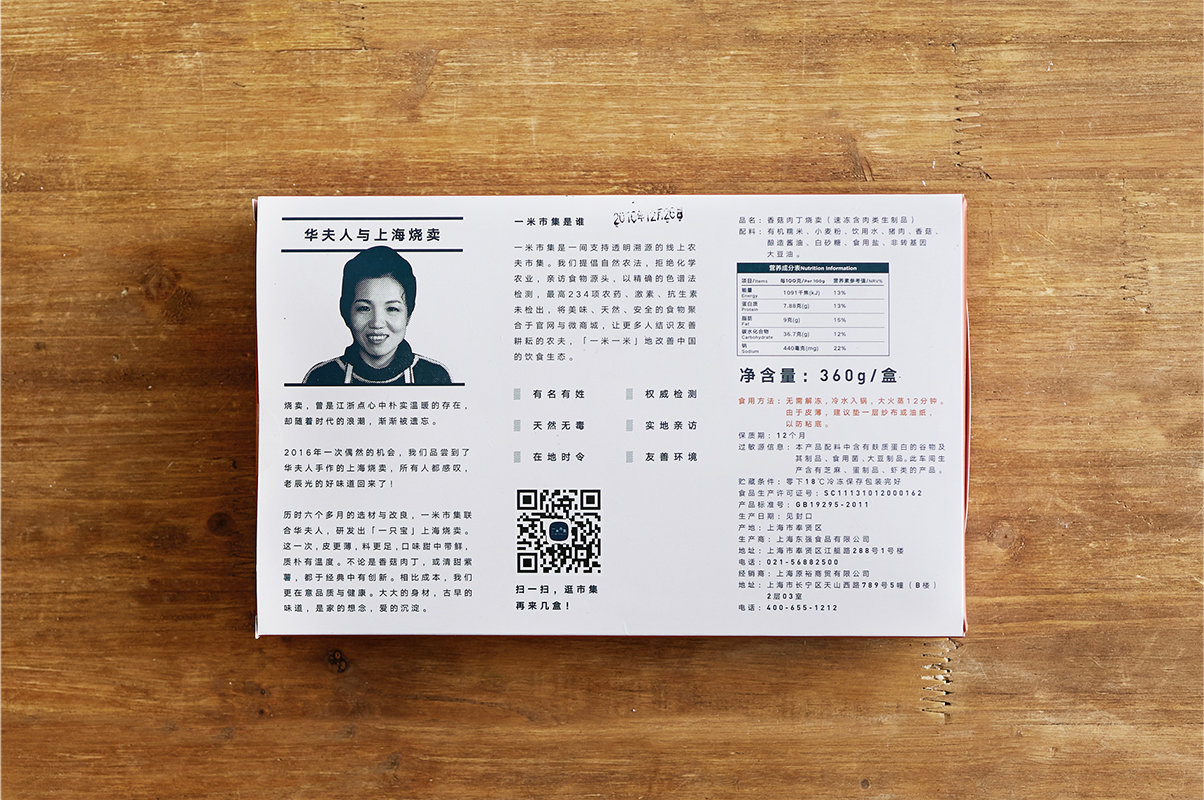 华夫人与上海烧卖
烧卖，曾是江浙点心中朴实温暖的存在，
却随着时代的浪潮，渐渐被遗忘。
2016年一次偶然的机会，我们品尝到了
华夫人手作的上海烧卖，所有人都感叹，
老辰光的好味道回来了！
历时六个多月的选材与改良，一米市集联
合华夫人，研发出「一只宝」上海烧卖。
这一次，皮更薄，料更足，口味甜中带鲜，
质朴有温度。不论是香菇肉丁，或清甜紫
薯，都于经典中有创新。相比成本，我们
更在意品质与健康。大大的身材，古早的
味道，是家的想念，爱的沉淀。
一米市集是谁
一米市集是一间支持透明溯源的线上农
夫市集。我们提倡自然农法，拒绝化学
农业，亲访食物源头，以精确的色谱法
检测，最高234项农药、激素、抗生素
未检出，将美味、天然、安全的食物聚
合于官网与微商城，让更多人结识友善
耕耘的农夫，「一米一米」地改善中国
的饮食生态。
有名有姓 权威检测
天然无毒 实地亲访
在地时令 友善环境
扫一扫，逛市集
再来几盒！
品名：香菇肉丁烧卖（速冻含肉类生制品）
配料：有机糯米、小麦粉、饮用水、猪肉、香菇、
酿造酱油、白砂糖、食用盐、非转基因
大豆油。
营养成分表Nutrition Information
项目/Items 每100克/Per 100g 营养素参考值/NRV%
能量 1091千焦(kJ) 13%
Energy
蛋白质 7.88克(g) 13%
Protein
脂肪 9克(g) 15%
Fat
碳水化合物 36.7克(g) 12%
Carbohydrate
钠 440毫克(mg) 22%
Sodium
净含量：360g/盒
食用方法：无需解冻，冷水入锅，大火蒸12分钟。
由于皮薄，建议垫一层纱布或油纸，
以防粘底。
保质期：12个月
过敏源信息：本产品配料中含有麸质蛋白的谷物及
其制品、食用菌、大豆制品。此车间生
产含有芝麻、蛋制品、虾类的产品。
贮藏条件：零下18℃冷冻保存包装完好
食品生产许可证号：SC11131012000162
产品标准号：GB19295-2011
生产日期：见封口
产地：上海市奉贤区
生产商：上海东强食品有限公司
地址：上海市奉贤区江酼路288号1号楼
电话：021-56882500
经销商：上海原裕商贸有限公司
地址：上海市长宁区天山西路789号5幢（B楼）
2层03室
电话：400-655-1212